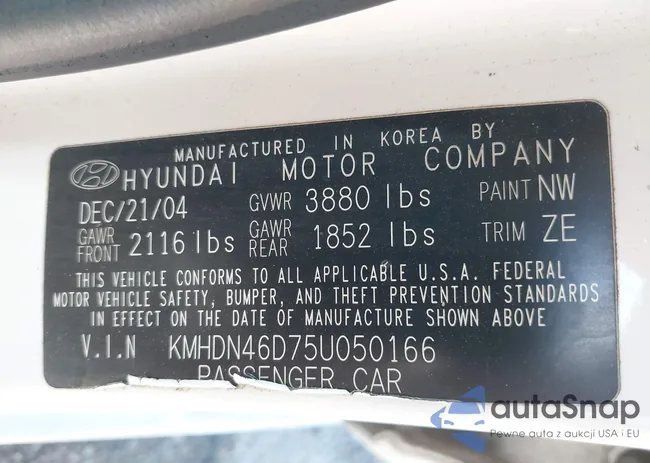 MANUFACTURED IN KOREA BY
HYUNDAI MOTOR COMPANY
DEC/21/04 GVWR 3880 lbs PAINT NW
GAWR FRONT 2116 lbs GAWR REAR 1852 lbs TRIM ZE
THIS VEHICLE CONFORMS TO ALL APPLICABLE U.S.A. FEDERAL
MOTOR VEHICLE SAFETY, BUMPER, AND THEFT PREVENTION STANDARDS
IN EFFECT ON THE DATE OF MANUFACTURE SHOWN ABOVE
V.I.N KMHDN46D75U050166
PASSENGER CAR
autoSnap
Pewne auta z aukcji USA i EU